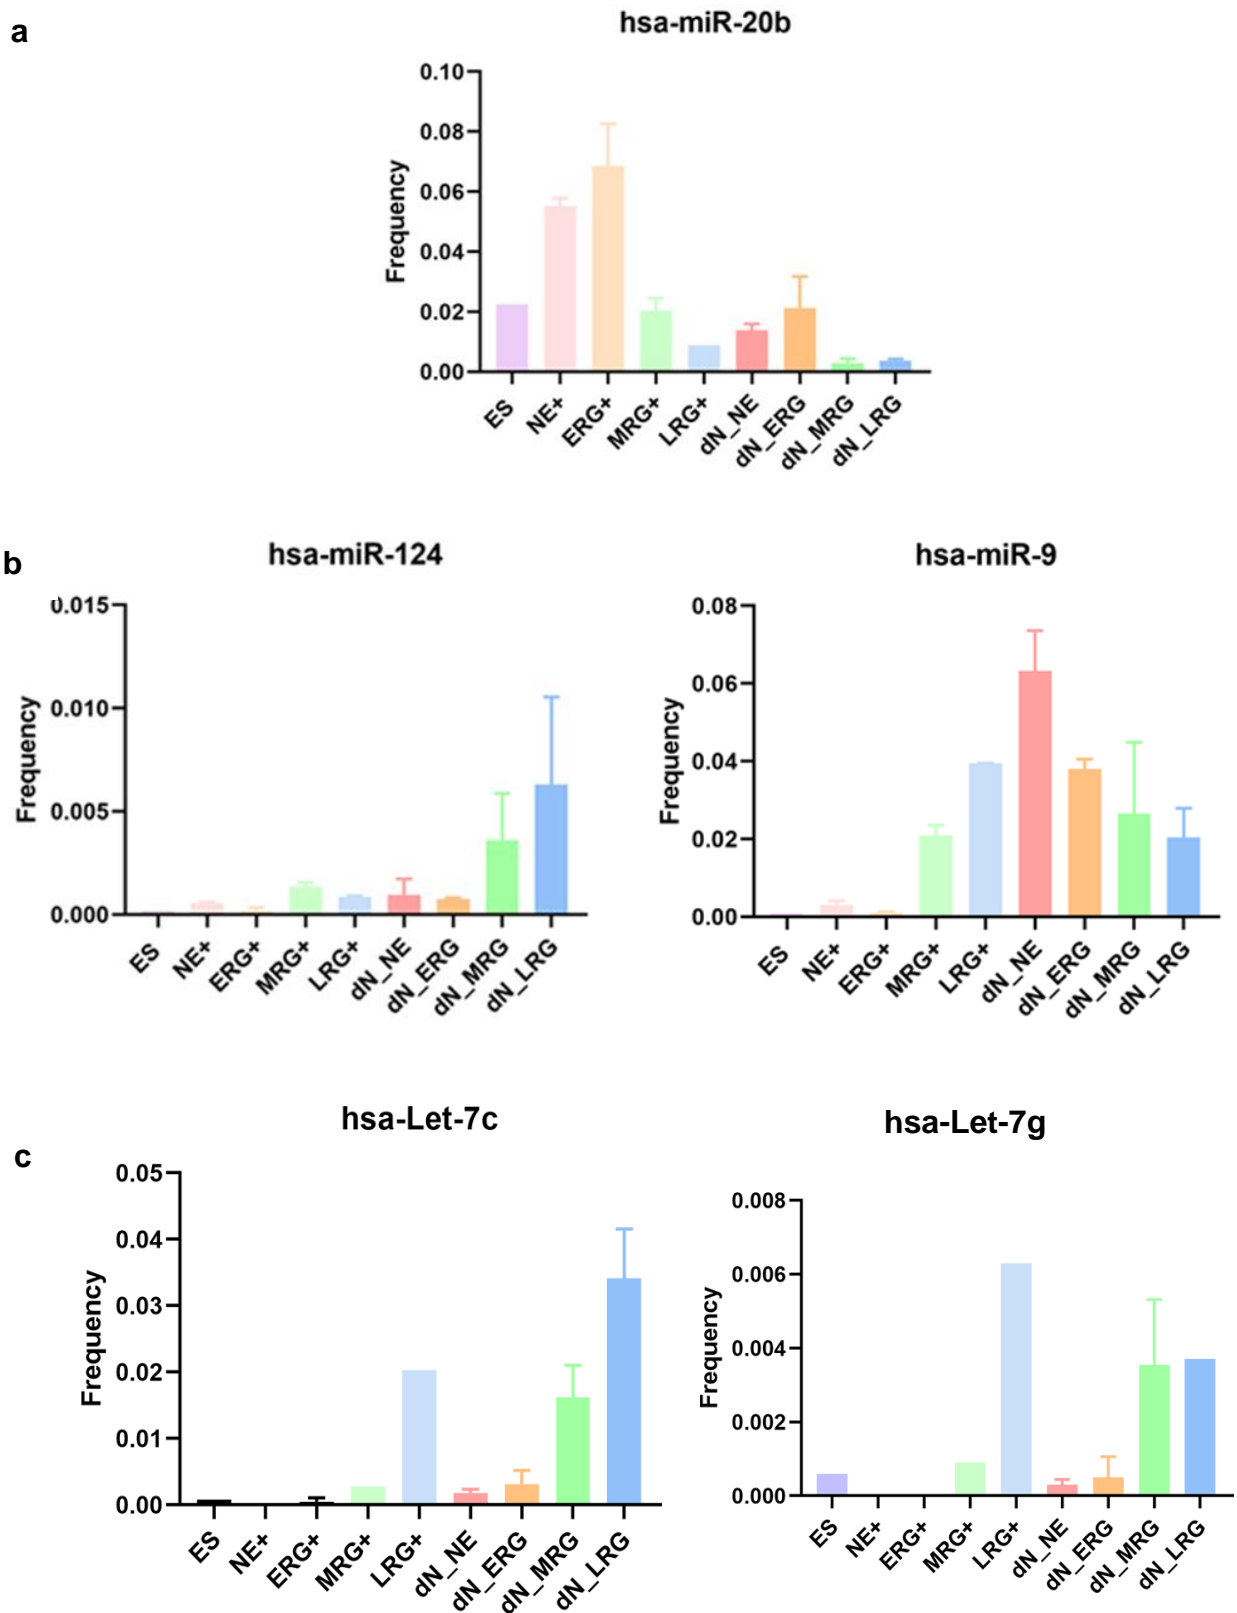 a
hsa-miR-20b
Frequency
0.10
0.08
0.06
0.04
0.02
0.00
ES NE+ ERG+ MRG+ LRG+ dN_NE dN_ERG dN_MRG dN_LRG
b
hsa-miR-124
Frequency
0.015
0.010
0.005
0.000
ES NE+ ERG+ MRG+ LRG+ dN_NE dN_ERG dN_MRG dN_LRG
hsa-miR-9
Frequency
0.08
0.06
0.04
0.02
0.00
ES NE+ ERG+ MRG+ LRG+ dN_NE dN_ERG dN_MRG dN_LRG
c
hsa-Let-7c
Frequency
0.05
0.04
0.03
0.02
0.01
0.00
ES NE+ ERG+ MRG+ LRG+ dN_NE dN_ERG dN_MRG dN_LRG
hsa-Let-7g
Frequency
0.008
0.006
0.004
0.002
0.000
ES NE+ ERG+ MRG+ LRG+ dN_NE dN_ERG dN_MRG dN_LRG